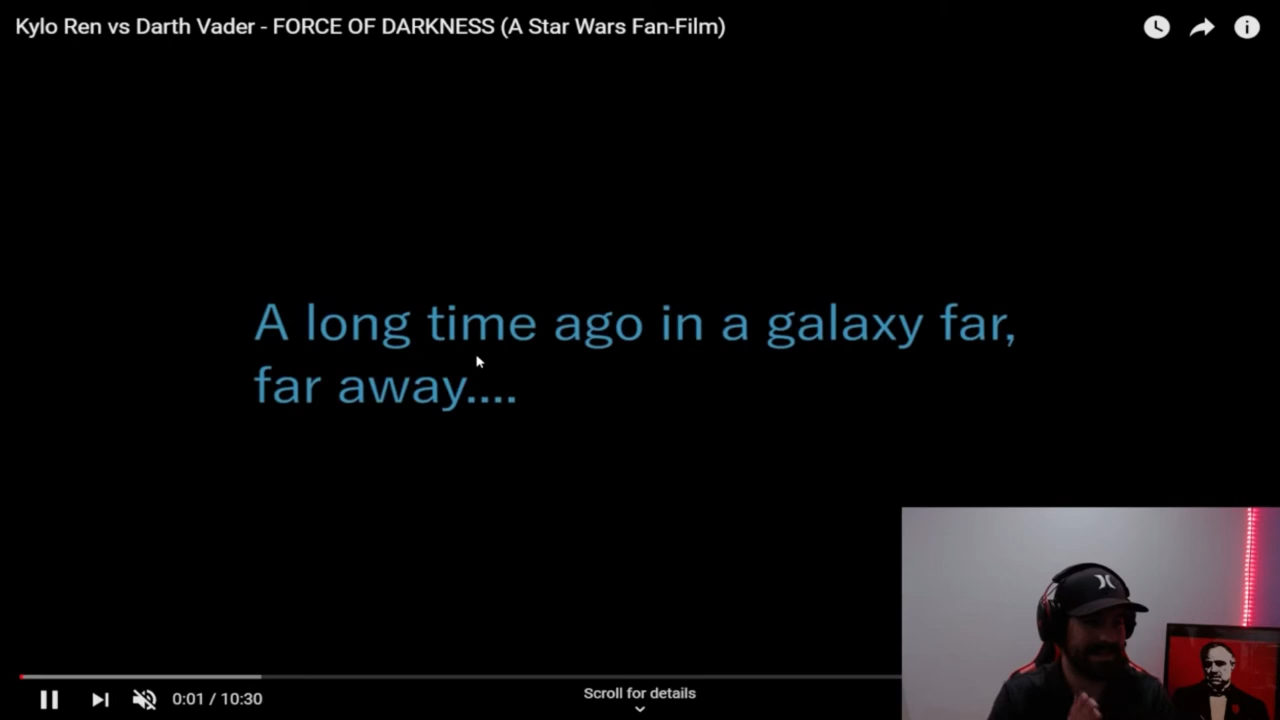 Kylo Ren vs Darth Vader - FORCE OF DARKNESS (A Star Wars Fan-Film)
A long time ago in a galaxy far,
far away....
0:01 / 10:30
Scroll for details